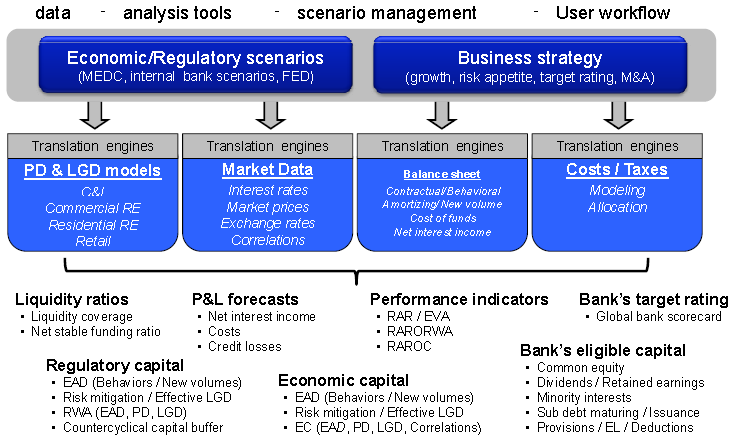 data - analysis tools - scenario management - User workflow
Economic/Regulatory scenarios
(MEDC, internal bank scenarios, FED)
Business strategy
(growth, risk appetite, target rating, M&A)
Translation engines
PD & LGD models
C&I
Commercial RE
Residential RE
Retail
Translation engines
Market Data
Interest rates
Market prices
Exchange rates
Correlations
Translation engines
Balance sheet
Contractual/Behavioral
Amortizing/New volume
Cost of funds
Net interest income
Translation engines
Costs / Taxes
Modeling
Allocation
Liquidity ratios
• Liquidity coverage
• Net stable funding ratio
P&L forecasts
• Net interest income
• Costs
• Credit losses
Performance indicators
• RAR / EVA
• RARORWA
• RAROC
Bank's target rating
• Global bank scorecard
Regulatory capital
• EAD (Behaviors / New volumes)
• Risk mitigation / Effective LGD
• RWA (EAD, PD, LGD)
• Countercyclical capital buffer
Economic capital
• EAD (Behaviors / New volumes)
• Risk mitigation / Effective LGD
• EC (EAD, PD, LGD, Correlations)
Bank's eligible capital
• Common equity
• Dividends / Retained earnings
• Minority interests
• Sub debt maturing / Issuance
• Provisions / EL / Deductions